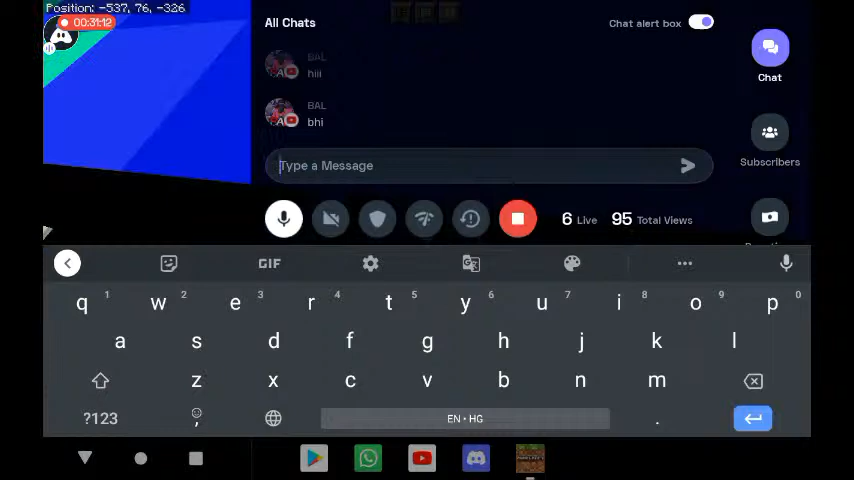 Position: -537, 76, -326
00:31:12
All Chats
Chat alert box
Chat
BAL
hiii
BAL
bhi
Type a Message
Subscribers
6 Live 95 Total Views
GIF
q 1 w 2 e 3 r 4 t 5 y 6 u 7 i 8 o 9 p 0
a s d f g h j k l
z x c v b n m
?123 , EN • HG .